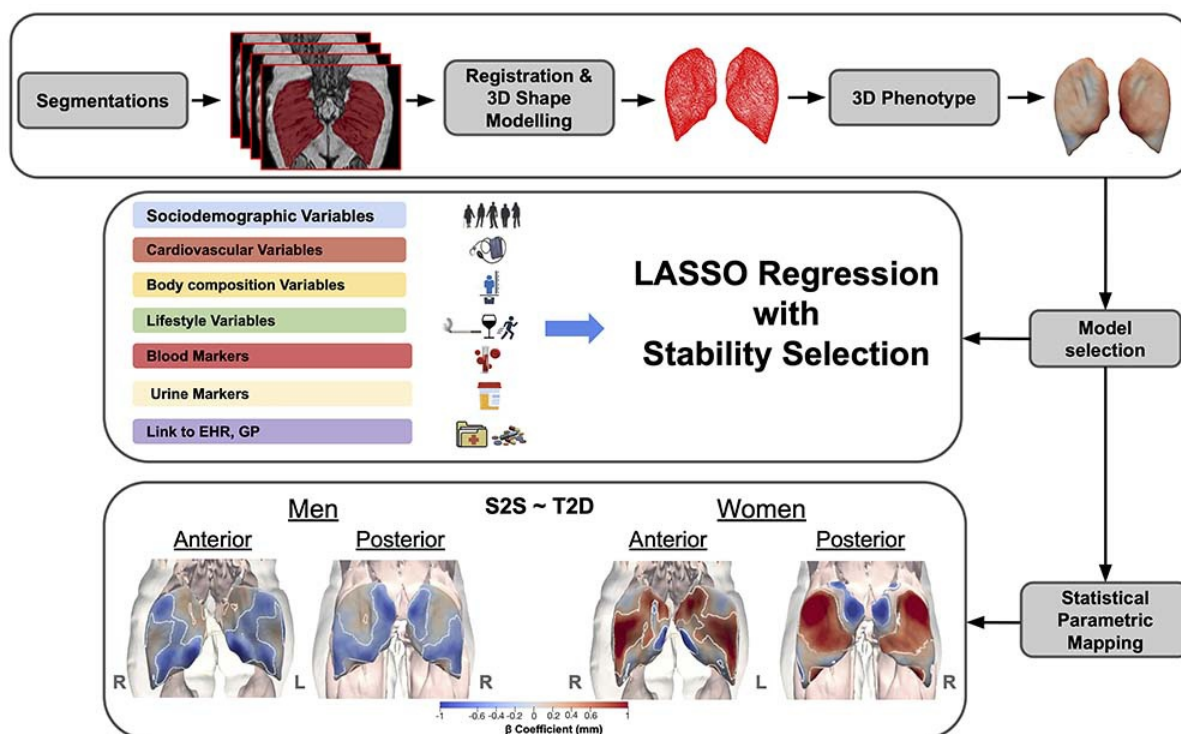 Segmentations
Registration &
3D Shape
Modelling
3D Phenotype
Sociodemographic Variables
Cardiovascular Variables
Body composition Variables
Lifestyle Variables
Blood Markers
Urine Markers
Link to EHR, GP
LASSO Regression
with
Stability Selection
Model
selection
Men
S2S ~ T2D
Women
Anterior
Posterior
Anterior
Posterior
R
L
R
R
L
R
-1
-0.6
-0.4
-0.2
0
0.2
0.4
0.6
1
β Coefficient (mm)
Statistical
Parametric
Mapping